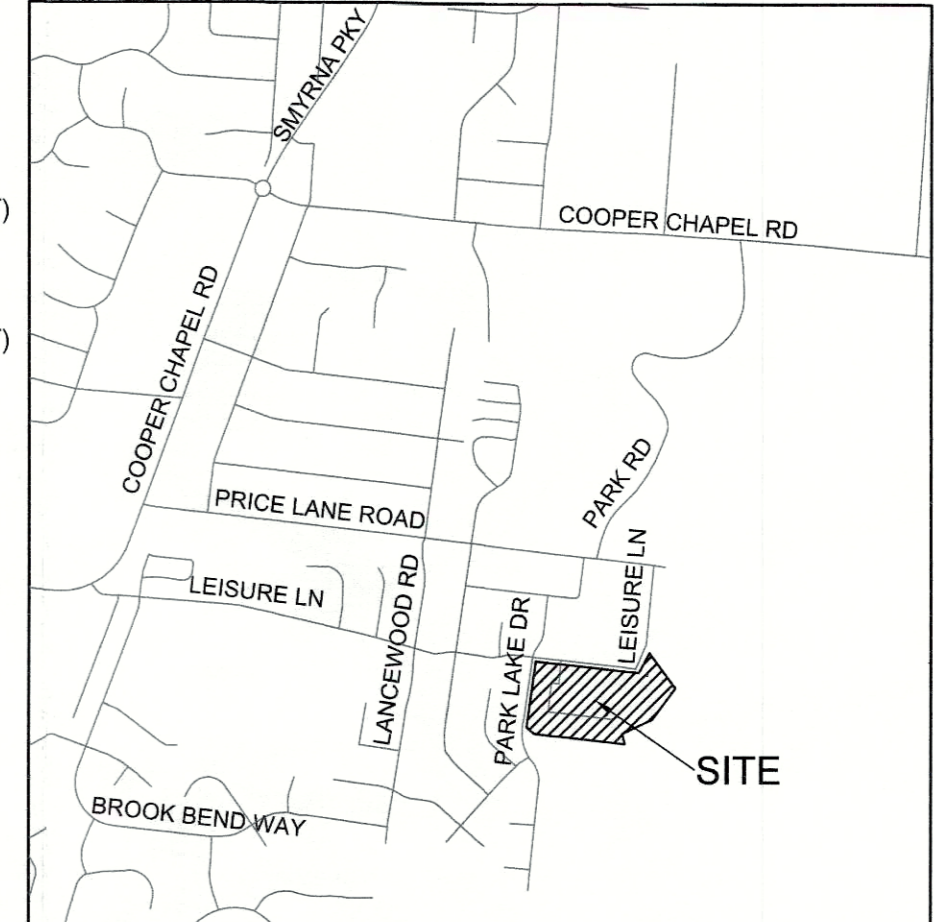 SMYRNA PKY
)
COOPER CHAPEL RD
COOPER CHAPEL RD
)
PARK RD
PRICE LANE ROAD
LEISURE LN
LEISURE LN
LANCEWOOD RD
PARK LAKE DR
SITE
BROOK BEND WAY